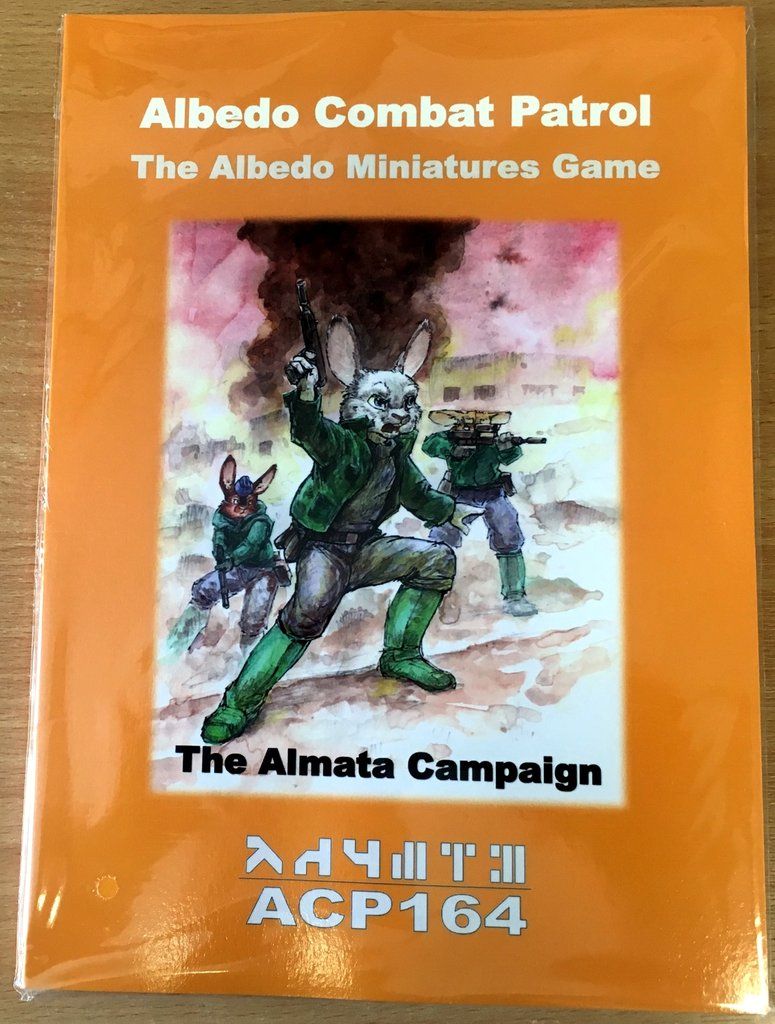 Albedo Combat Patrol
The Albedo Miniatures Game
The Almata Campaign
ACP164